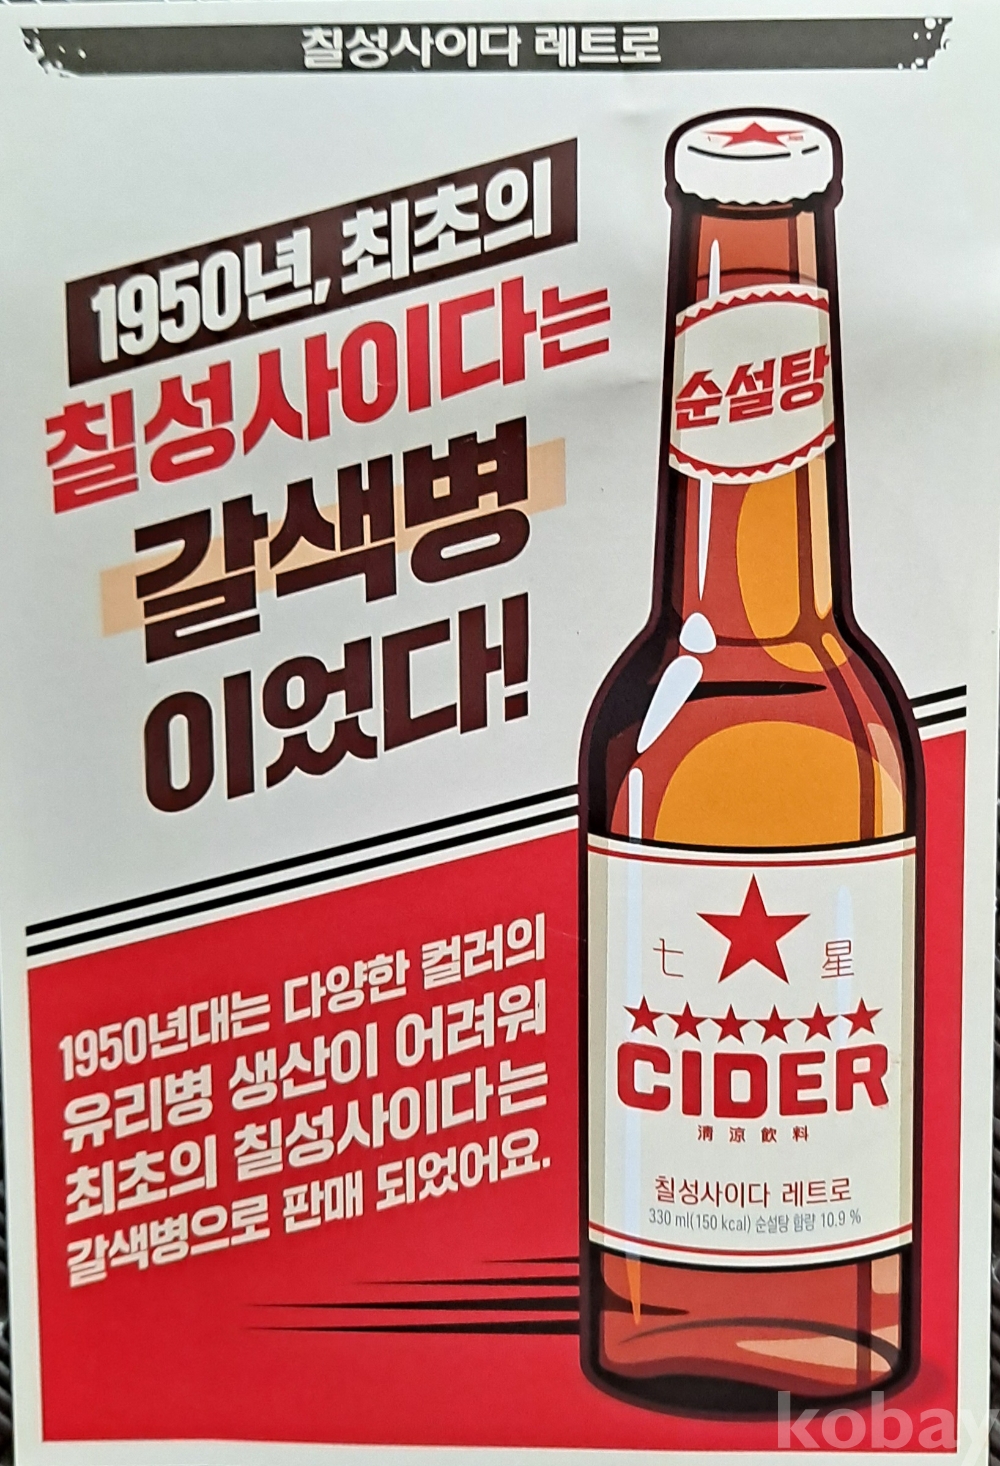 칠성사이다 레트로
1950년, 최초의
칠성사이다는
갈색병
이었다!
1950년대는 다양한 컬러의
유리병 생산이 어려워
최초의 칠성사이다는
갈색병으로 판매 되었어요.
순설탕
七 星
CIDER
淸涼飮料
칠성사이다 레트로
330 ml(150 kcal) 순설탕 함량 10.9 %
kobay